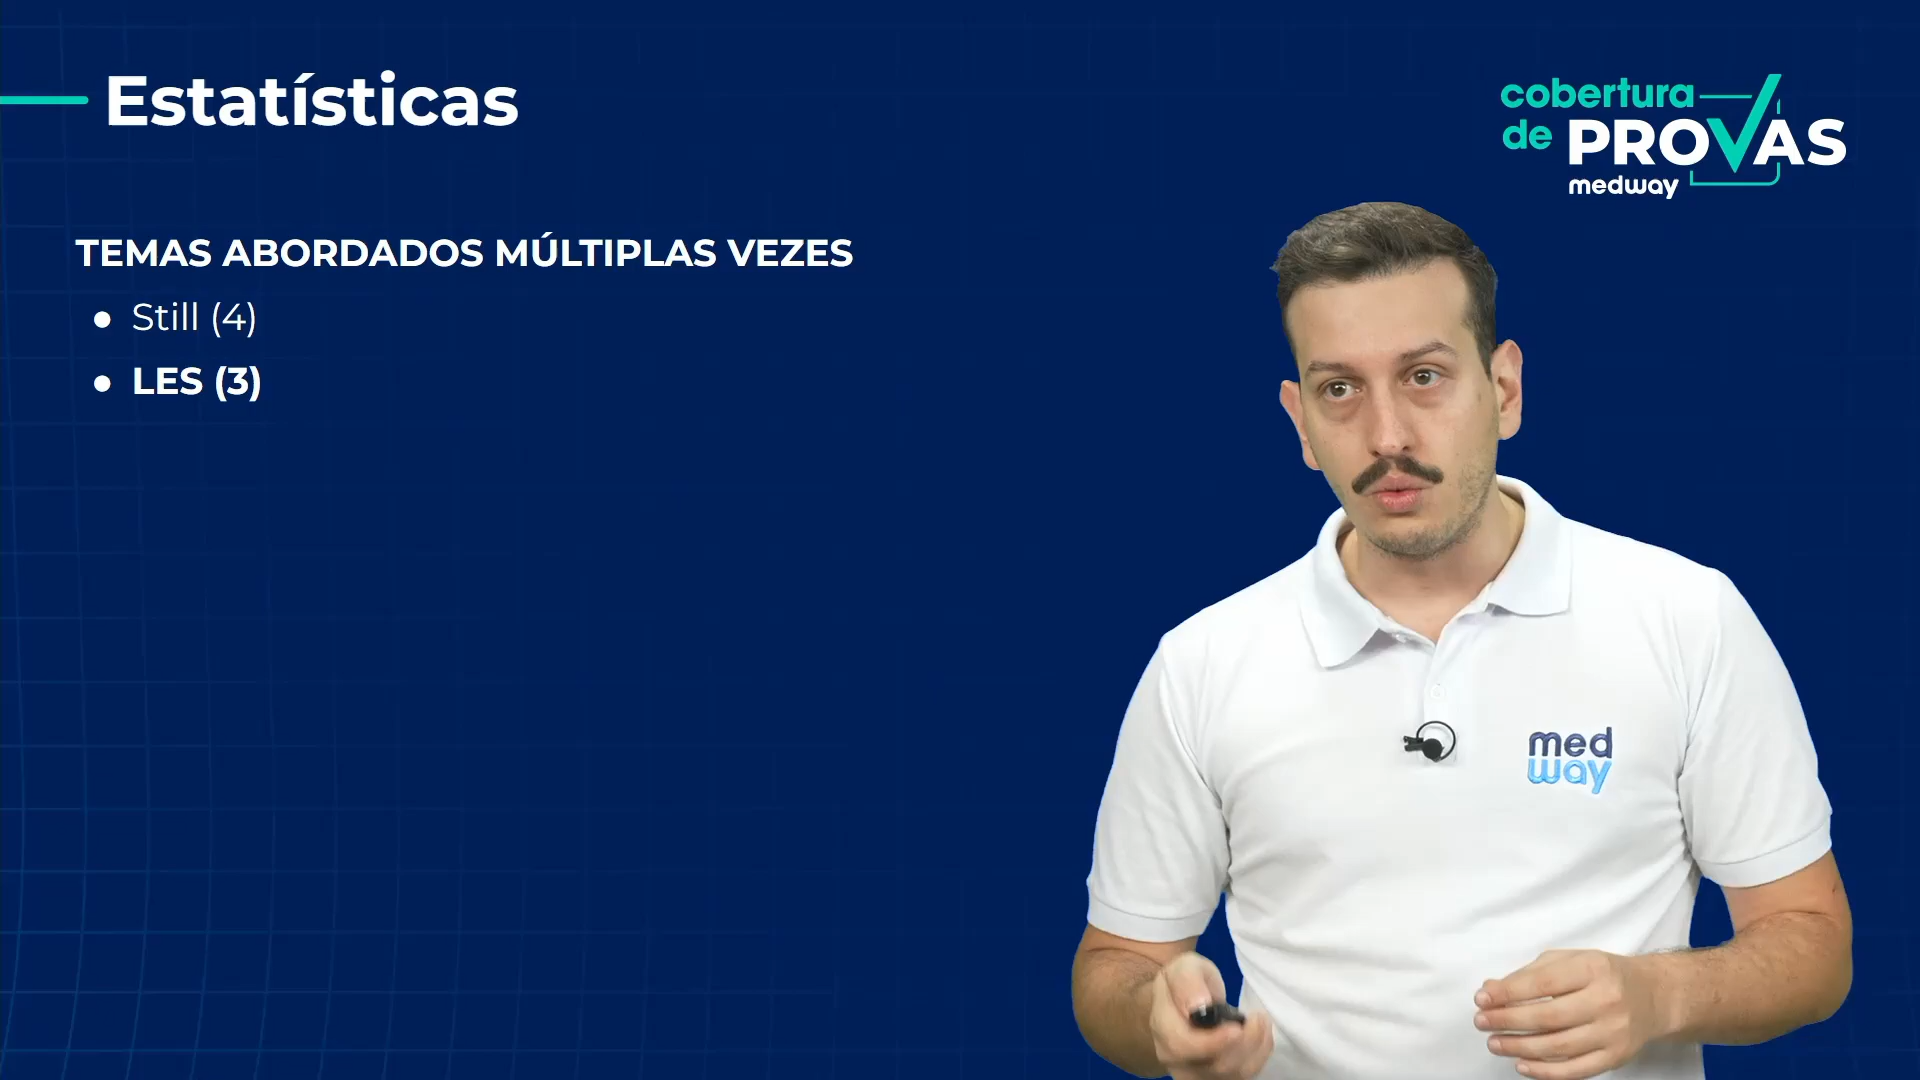 Estatísticas
cobertura
de PROVAS
medway
TEMAS ABORDADOS MÚLTIPLAS VEZES
● Still (4)
● LES (3)
med
way